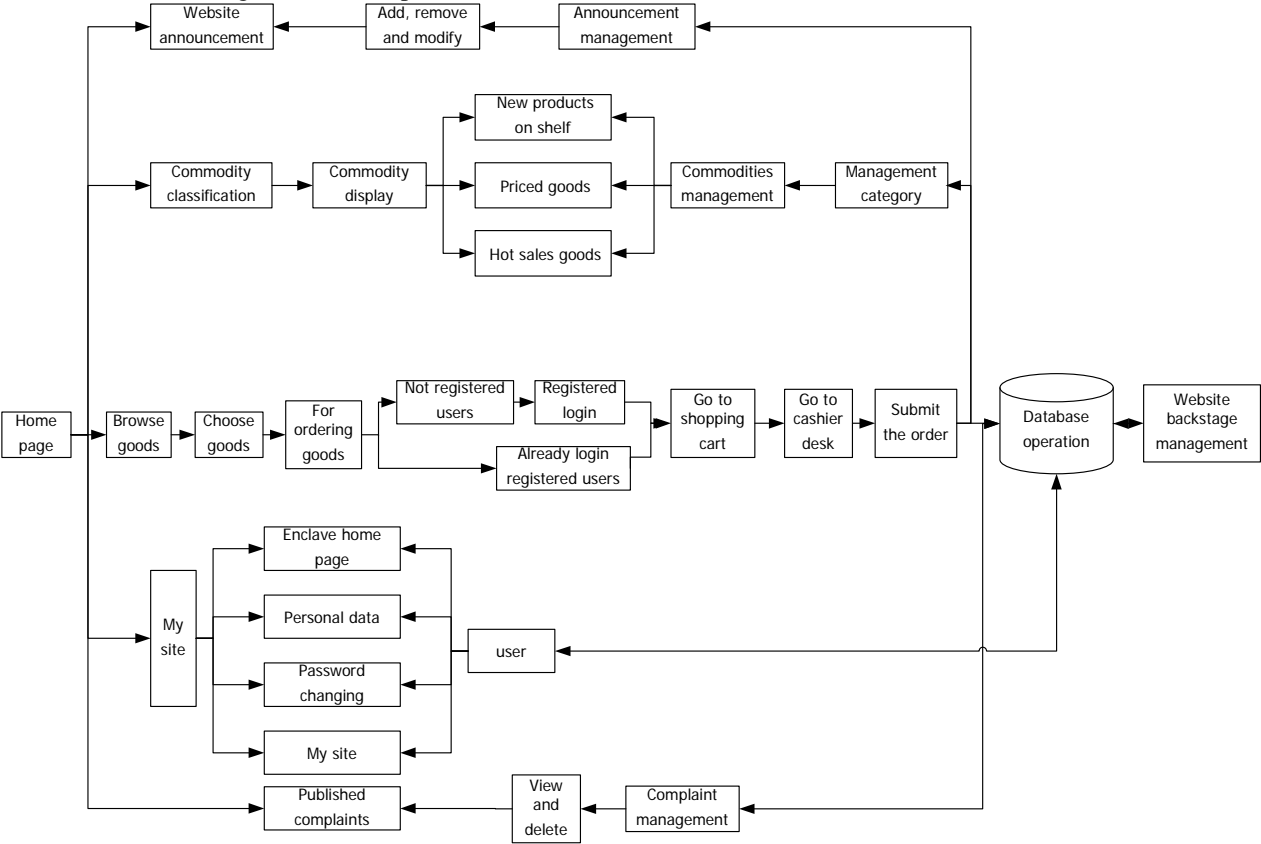 Website
announcement
Add, remove
and modify
Announcement
management
New products
on shelf
Commodity
classification
Commodity
display
Priced goods
Commodities
management
Management
category
Hot sales goods
Home
page
Browse
goods
Choose
goods
For
ordering
goods
Not registered
users
Registered
login
Already login
registered users
Go to
shopping
cart
Go to
cashier
desk
Submit
the order
Database
operation
Website
backstage
management
Enclave home
page
My
site
Personal data
user
Password
changing
My site
Published
complaints
View
and
delete
Complaint
management